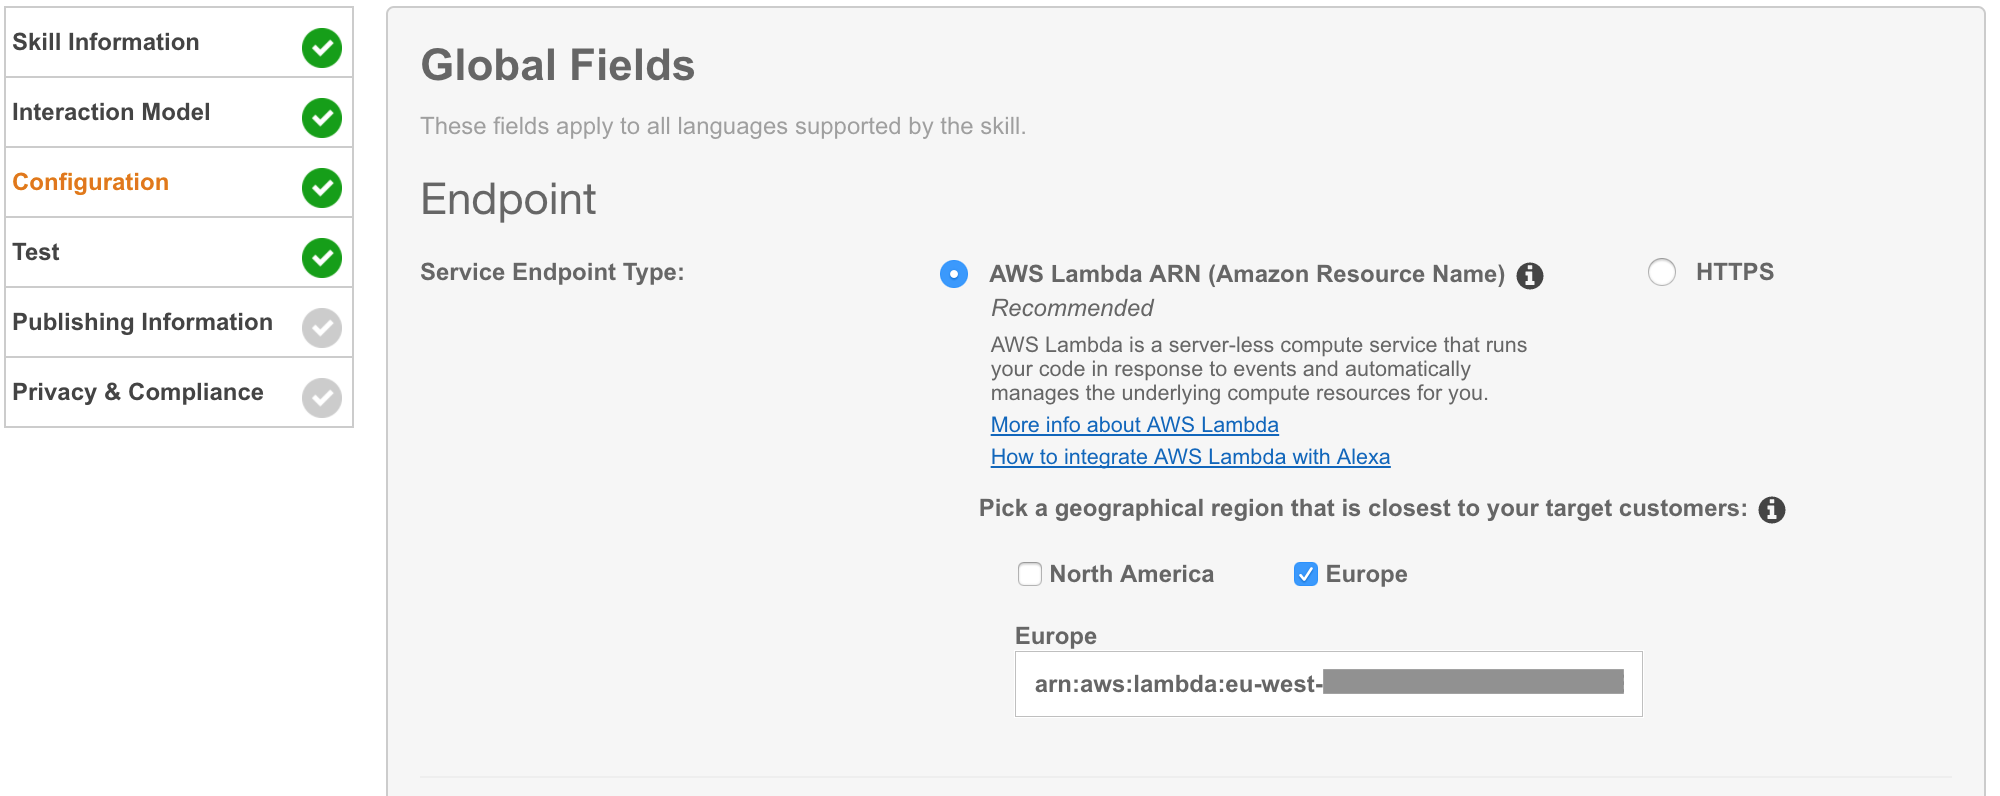 Skill Information
Interaction Model
Configuration
Test
Publishing Information
Privacy & Compliance
Global Fields
These fields apply to all languages supported by the skill.
Endpoint
Service Endpoint Type:
AWS Lambda ARN (Amazon Resource Name)
HTTPS
Recommended
AWS Lambda is a server-less compute service that runs
your code in response to events and automatically
manages the underlying compute resources for you.
More info about AWS Lambda
How to integrate AWS Lambda with Alexa
Pick a geographical region that is closest to your target customers:
North America
Europe
Europe
arn:aws:lambda:eu-west-